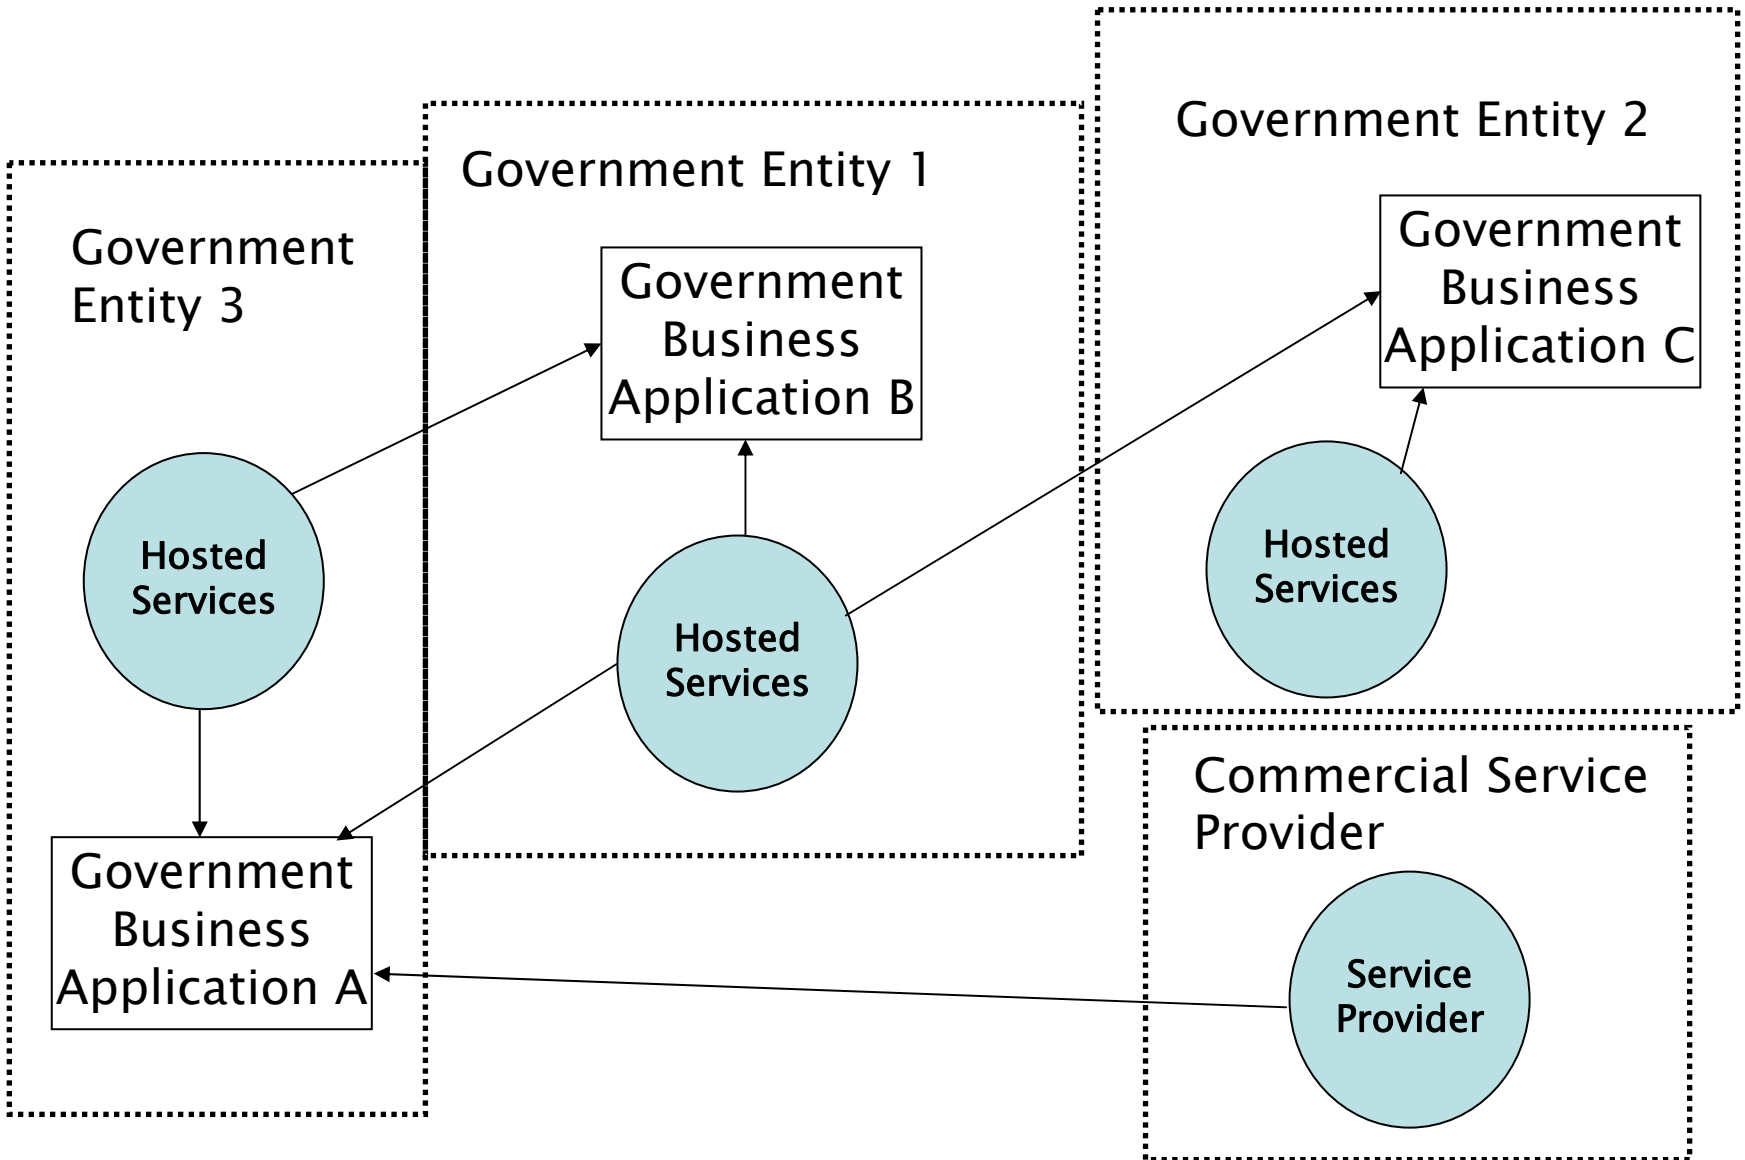 Government
Entity 3
Hosted
Services
Government
Business
Application A
Government Entity 1
Government
Business
Application B
Hosted
Services
Government Entity 2
Government
Business
Application C
Hosted
Services
Commercial Service
Provider
Service
Provider